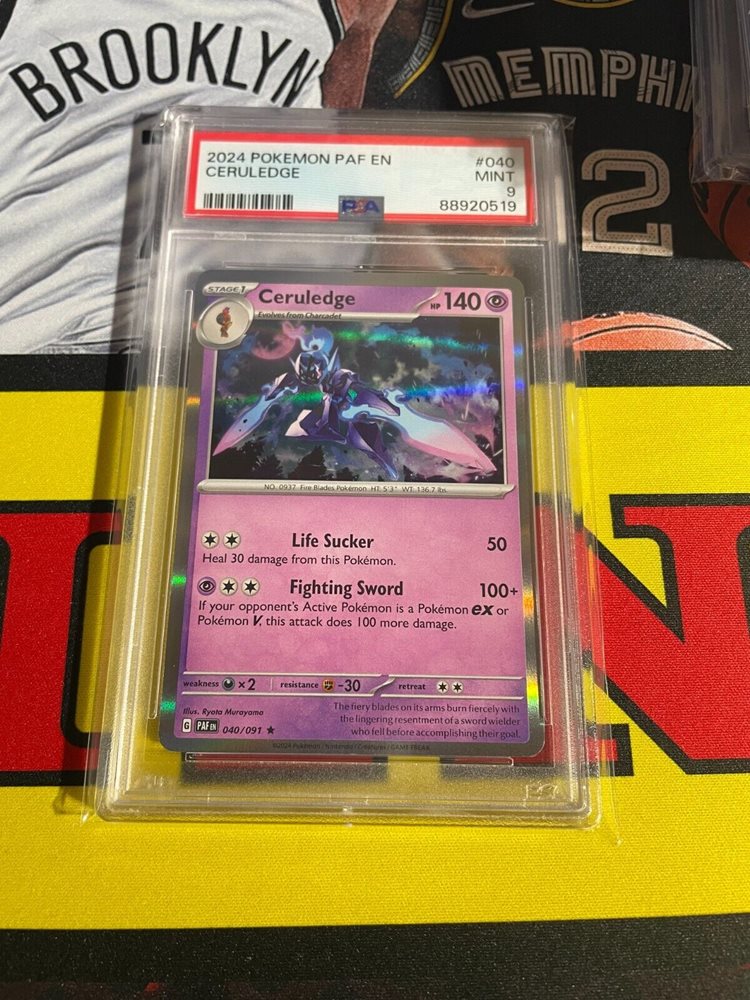 BROOKLYN
MEMPHI
2
2024 POKEMON PAF EN #040
CERULEDGE MINT
9
PSA 88920519
STAGE 1 Ceruledge HP 140
Evolves from Charcadet
NO. 0937 Fire Blades Pokémon HT: 5'3" WT: 136.7 lbs
Life Sucker 50
Heal 30 damage from this Pokémon.
Fighting Sword 100+
If your opponent's Active Pokémon is a Pokémon ex or
Pokémon V, this attack does 100 more damage.
weakness ×2 resistance -30 retreat
Illus. Ryota Murayama
The fiery blades on its arms burn fiercely with
the lingering resentment of a sword wielder
who fell before accomplishing their goal.
G PAF EN 040/091 ★
©2024 Pokémon / Nintendo / Creatures / GAME FREAK
N